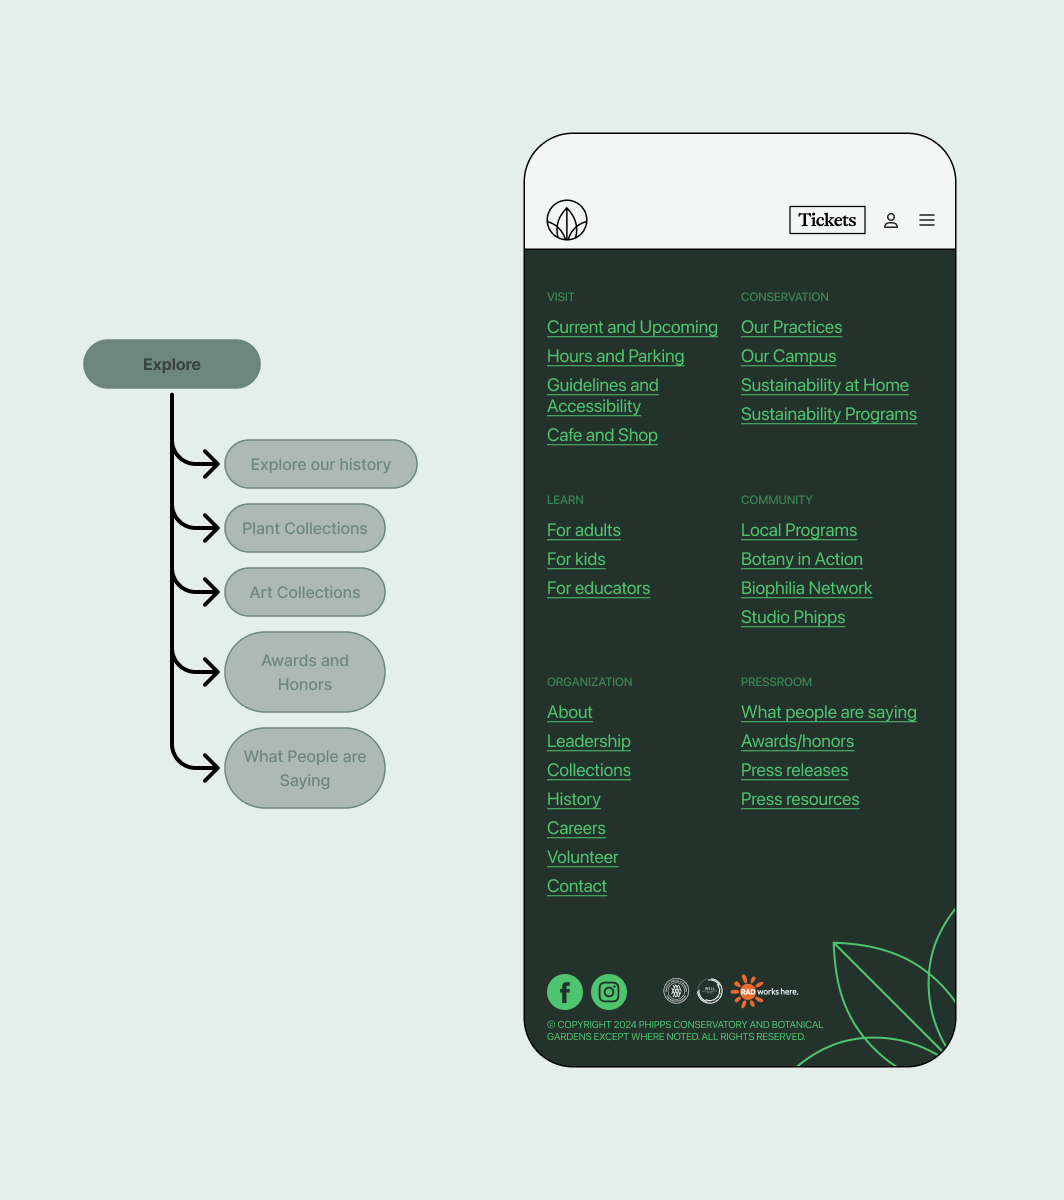 Explore
Explore our history
Plant Collections
Art Collections
Awards and
Honors
What People are
Saying
Tickets
VISIT
Current and Upcoming
Hours and Parking
Guidelines and
Accessibility
Cafe and Shop
CONSERVATION
Our Practices
Our Campus
Sustainability at Home
Sustainability Programs
LEARN
For adults
For kids
For educators
COMMUNITY
Local Programs
Botany in Action
Biophilia Network
Studio Phipps
ORGANIZATION
About
Leadership
Collections
History
Careers
Volunteer
Contact
PRESSROOM
What people are saying
Awards/honors
Press releases
Press resources
RAD works here.
© COPYRIGHT 2024 PHIPPS CONSERVATORY AND BOTANICAL
GARDENS EXCEPT WHERE NOTED. ALL RIGHTS RESERVED.